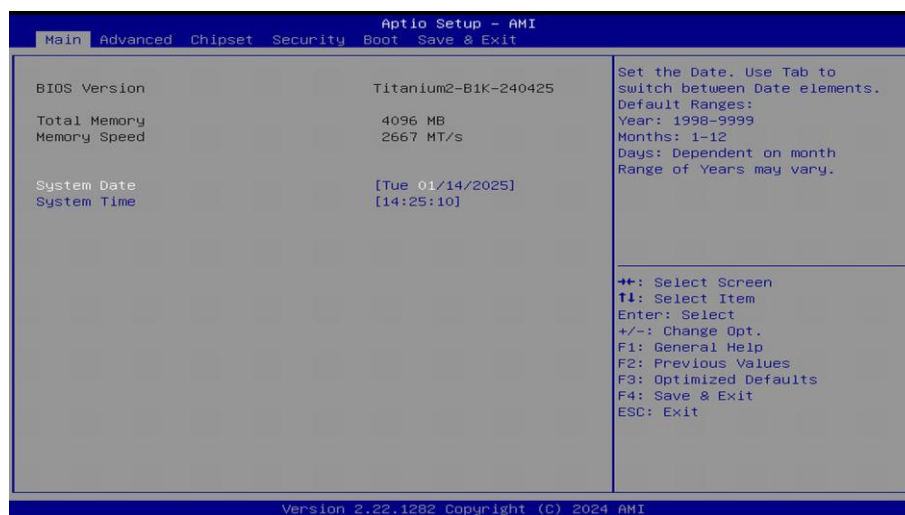 Aptio Setup – AMI
Main Advanced Chipset Security Boot Save & Exit
BIOS Version Titanium2-B1K-240425
Total Memory 4096 MB
Memory Speed 2667 MT/s
System Date [Tue 01/14/2025]
System Time [14:25:10]
Set the Date. Use Tab to
switch between Date elements.
Default Ranges:
Year: 1998-9999
Months: 1-12
Days: Dependent on month
Range of Years may vary.
→←: Select Screen
↑↓: Select Item
Enter: Select
+/-: Change Opt.
F1: General Help
F2: Previous Values
F3: Optimized Defaults
F4: Save & Exit
ESC: Exit
Version 2.22.1282 Copyright (C) 2024 AMI